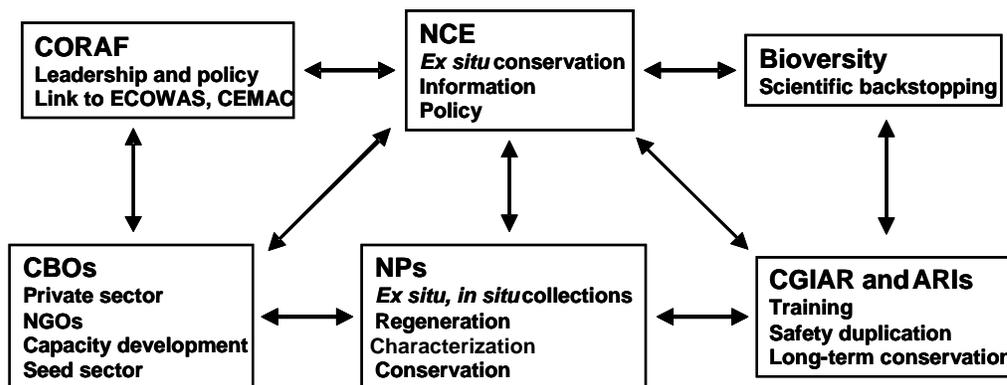 CORAF
Leadership and policy
Link to ECOWAS, CEMAC
NCE
Ex situ conservation
Information
Policy
Bioversity
Scientific backstopping
CBOs
Private sector
NGOs
Capacity development
Seed sector
NPs
Ex situ, in situ collections
Regeneration
Characterization
Conservation
CGIAR and ARIs
Training
Safety duplication
Long-term conservation